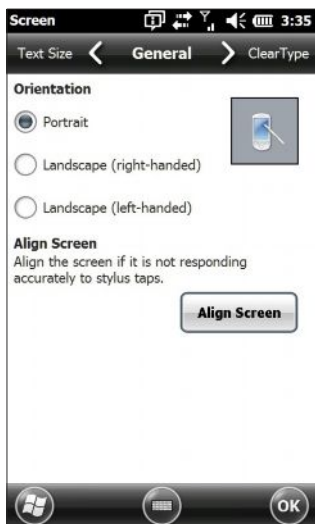 Screen 3:35
Text Size General ClearType
Orientation
Portrait
Landscape (right-handed)
Landscape (left-handed)
Align Screen
Align the screen if it is not responding
accurately to stylus taps.
Align Screen
OK